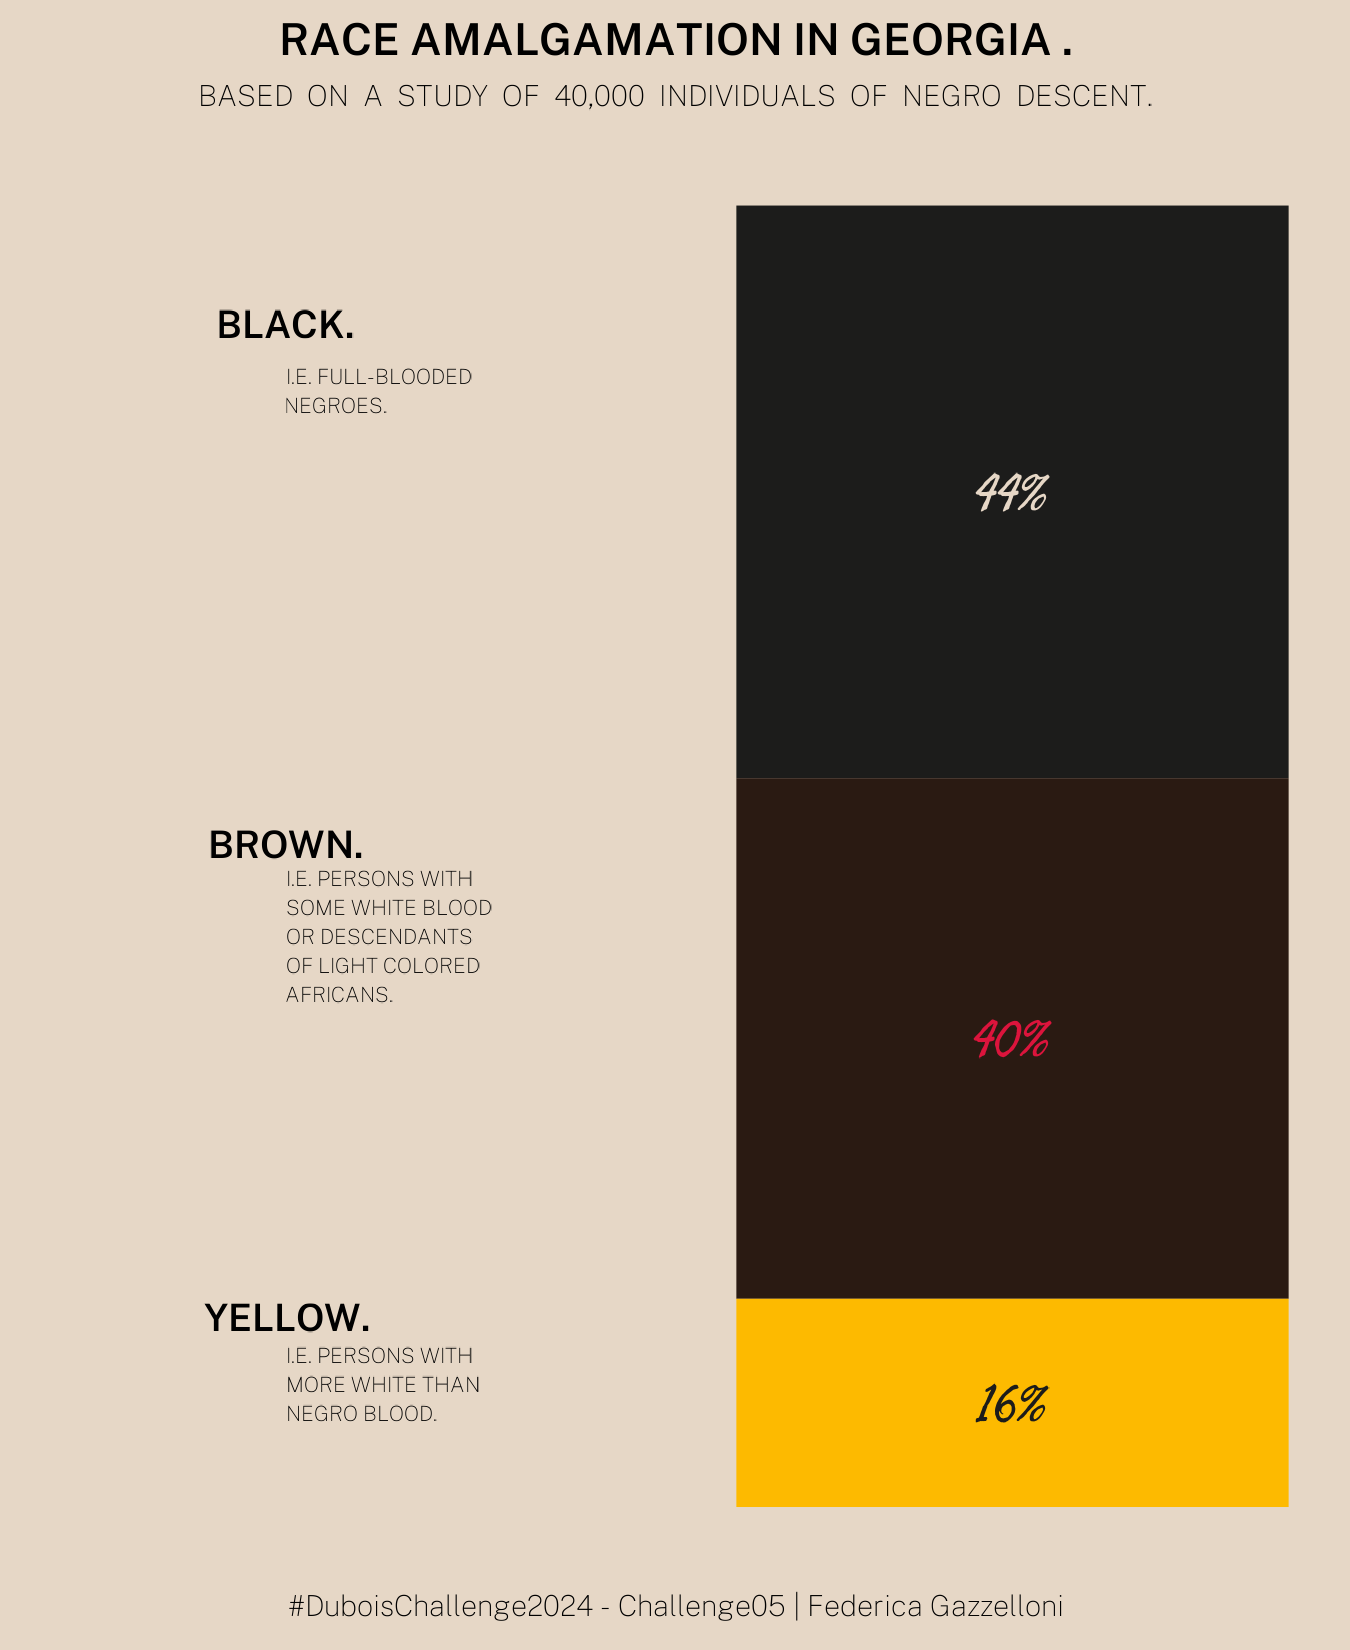 RACE AMALGAMATION IN GEORGIA .
BASED ON A STUDY OF 40,000 INDIVIDUALS OF NEGRO DESCENT.
BLACK.
I.E. FULL-BLOODED
NEGROES.
44%
BROWN.
I.E. PERSONS WITH
SOME WHITE BLOOD
OR DESCENDANTS
OF LIGHT COLORED
AFRICANS.
40%
YELLOW.
I.E. PERSONS WITH
MORE WHITE THAN
NEGRO BLOOD.
16%
#DuboisChallenge2024 - Challenge05 | Federica Gazzelloni